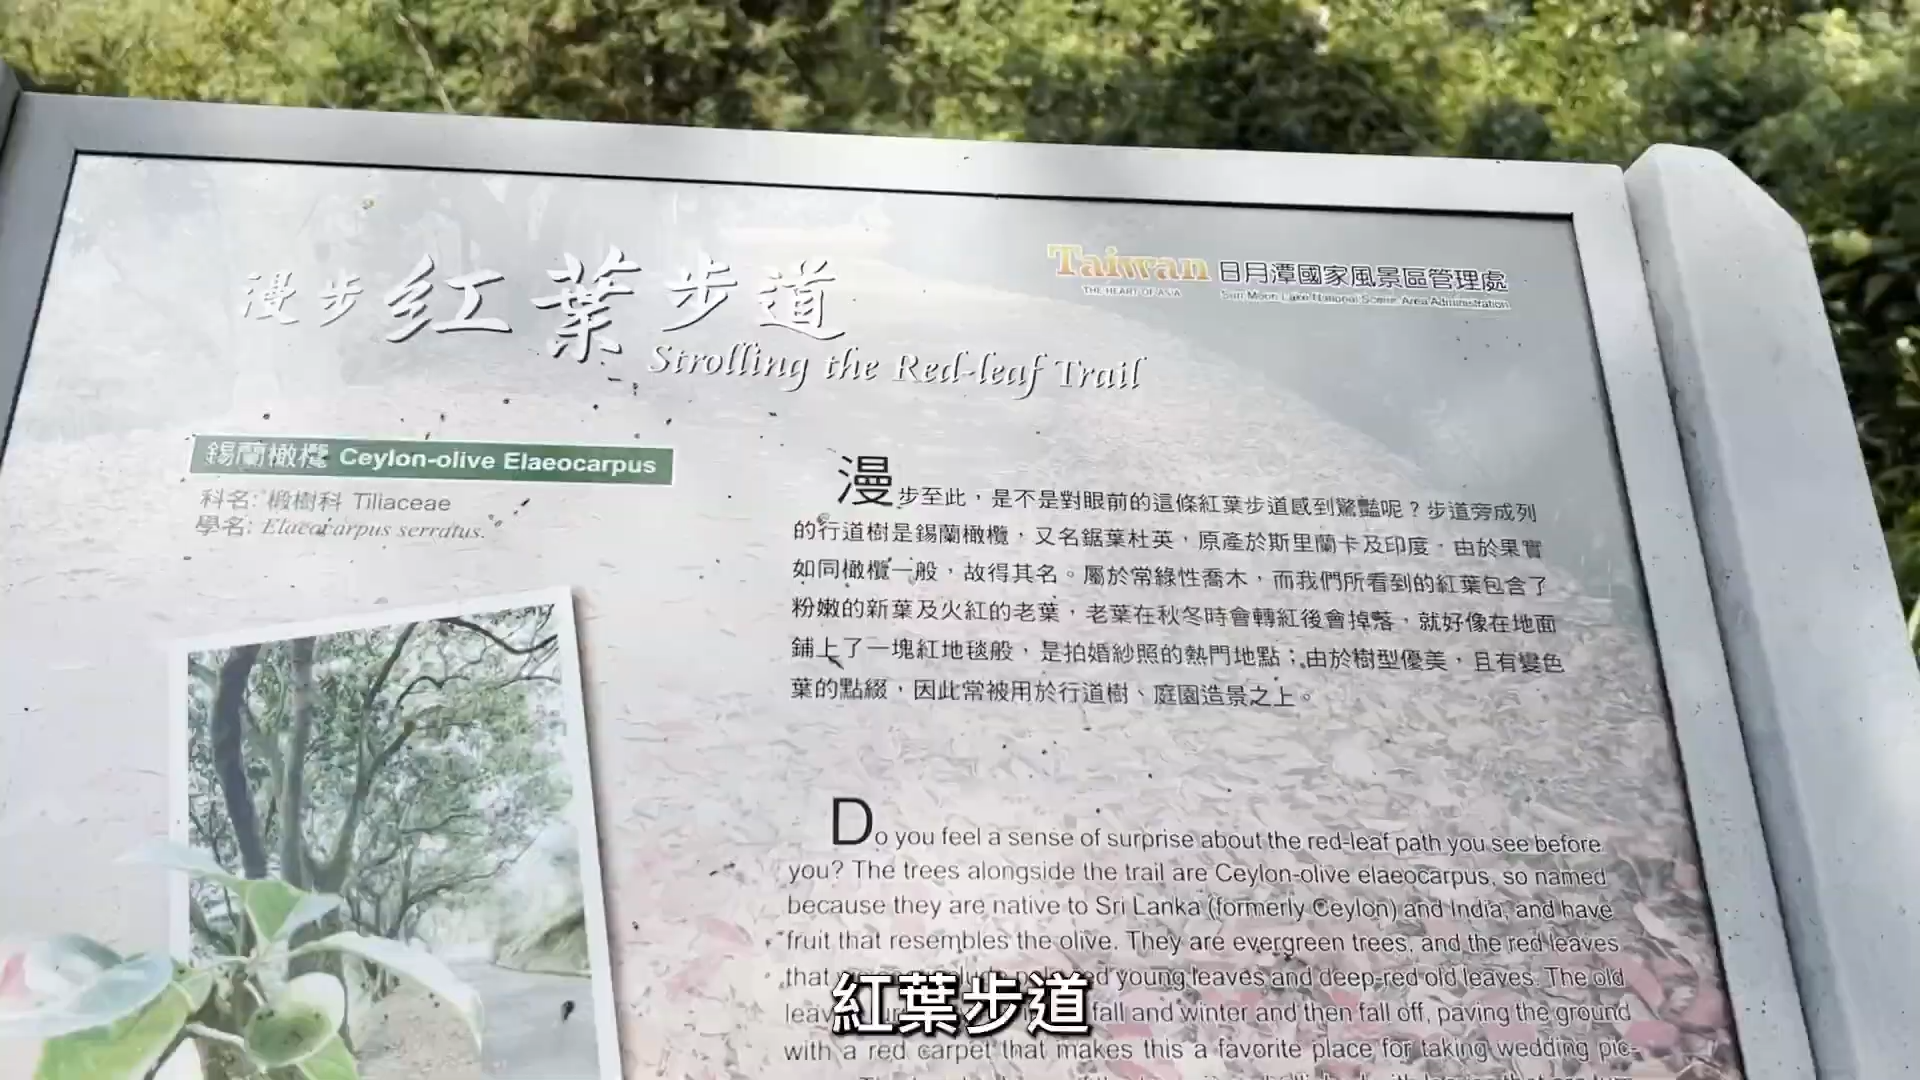 漫步紅葉步道
Strolling the Red-leaf Trail
Taiwan
THE HEART OF ASIA
日月潭國家風景區管理處
Sun Moon Lake National Scenic Area Administration
錫蘭橄欖 Ceylon-olive Elaeocarpus
科名: 椴樹科 Tiliaceae
學名: Elaeocarpus serratus.
漫步至此，是不是對眼前的這條紅葉步道感到驚豔呢？步道旁成列
的行道樹是錫蘭橄欖，又名鋸葉杜英，原產於斯里蘭卡及印度，由於果實
如同橄欖一般，故得其名。屬於常綠性喬木，而我們所看到的紅葉包含了
粉嫩的新葉及火紅的老葉，老葉在秋冬時會轉紅後會掉落，就好像在地面
鋪上了一塊紅地毯般，是拍婚紗照的熱門地點；由於樹型優美，且有變色
葉的點綴，因此常被用於行道樹、庭園造景之上。
Do you feel a sense of surprise about the red-leaf path you see before
you? The trees alongside the trail are Ceylon-olive elaeocarpus, so named
because they are native to Sri Lanka (formerly Ceylon) and India, and have
fruit that resembles the olive. They are evergreen trees, and the red leaves
that young leaves and deep-red old leaves. The old
fall and winter and then fall off, paving the ground
with a red carpet that makes this a favorite place for taking wedding pic-
紅葉步道